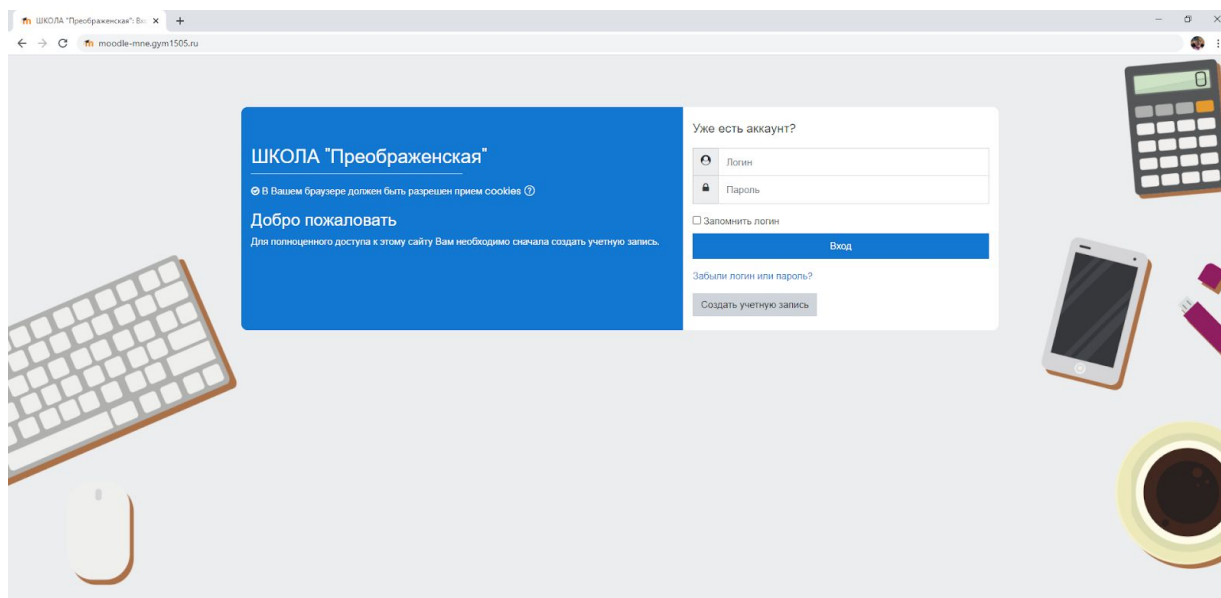 ШКОЛА "Преображенская": Вх
moodle-mne.gym1505.ru
0
ШКОЛА "Преображенская"
В Вашем браузере должен быть разрешен прием cookies
Добро пожаловать
Для полноценного доступа к этому сайту Вам необходимо сначала создать учетную запись.
Уже есть аккаунт?
Логин
Пароль
Запомнить логин
Вход
Забыли логин или пароль?
Создать учетную запись